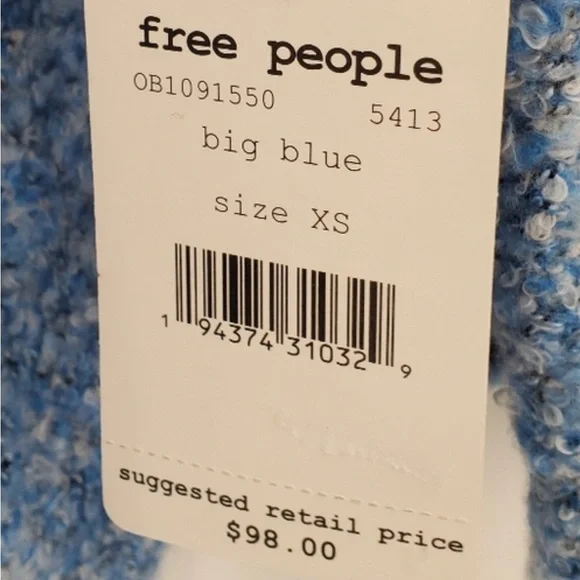 free people
OB1091550 5413
big blue
size XS
1 94374 31032 9
suggested retail price
$98.00